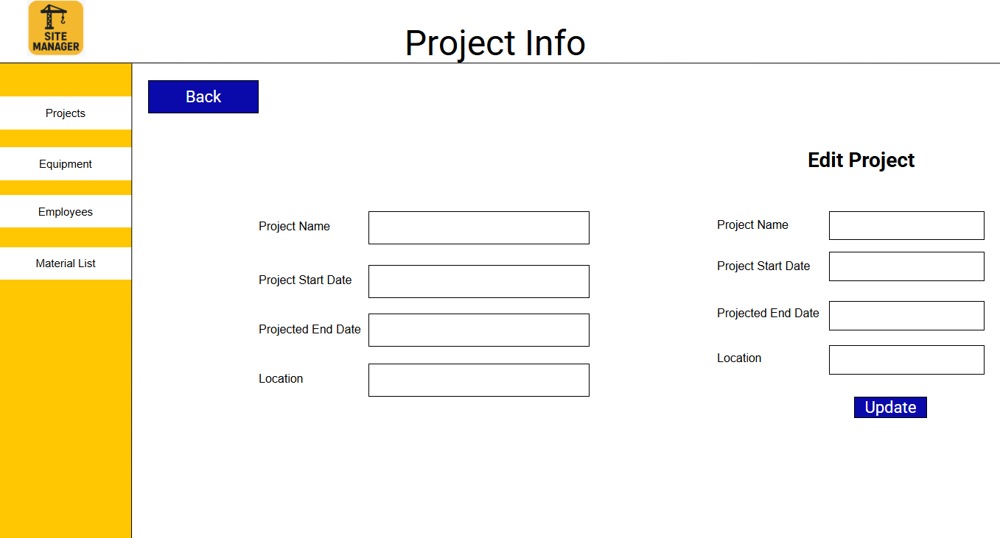 SITE
MANAGER
Project Info
Back
Projects
Equipment
Employees
Material List
Project Name
Project Start Date
Projected End Date
Location
Edit Project
Project Name
Project Start Date
Projected End Date
Location
Update